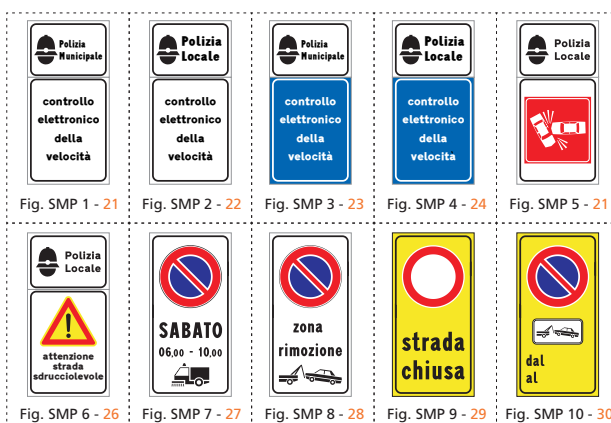 Polizia
Municipale
controllo
elettronico
della
velocità
Fig. SMP 1 - 21
Polizia
Locale
controllo
elettronico
della
velocità
Fig. SMP 2 - 22
Polizia
Municipale
controllo
elettronico
della
velocità
Fig. SMP 3 - 23
Polizia
Locale
controllo
elettronico
della
velocità
Fig. SMP 4 - 24
Polizia
Locale
Fig. SMP 5 - 21
Polizia
Locale
attenzione
strada
sdrucciolevole
Fig. SMP 6 - 26
SABATO
06,00 - 10,00
Fig. SMP 7 - 27
zona
rimozione
Fig. SMP 8 - 28
strada
chiusa
Fig. SMP 9 - 29
dal
al
Fig. SMP 10 - 30